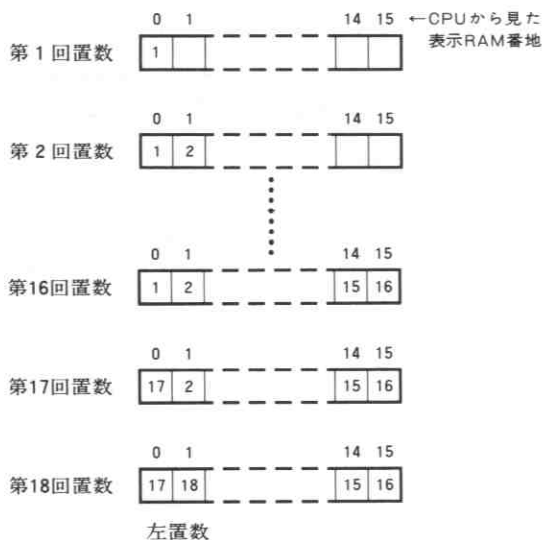 0 1 14 15 ←CPUから見た
表示RAM番地
第1回置数 1
0 1 14 15
第2回置数 1 2
0 1 14 15
第16回置数 1 2 15 16
0 1 14 15
第17回置数 17 2 15 16
0 1 14 15
第18回置数 17 18 15 16
左置数